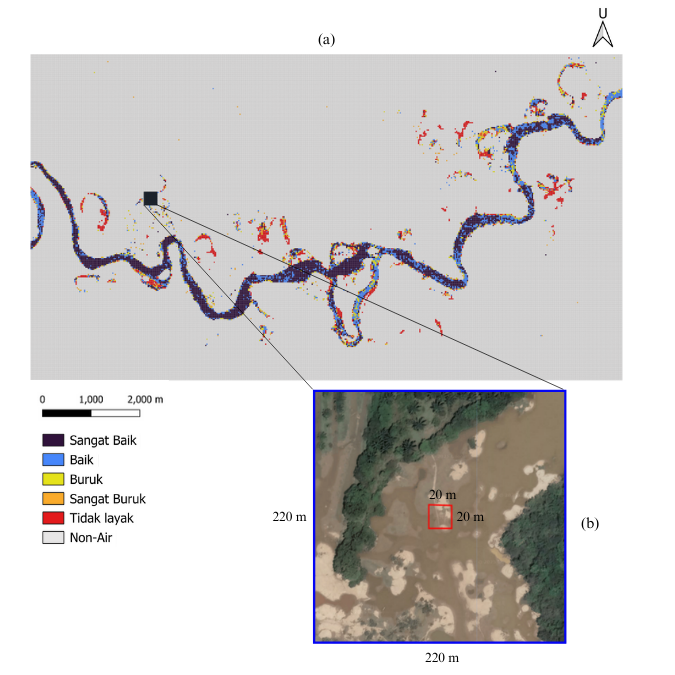 U
(a)
0 1,000 2,000 m
Sangat Baik
Baik
Buruk
Sangat Buruk
Tidak layak
Non-Air
20 m
20 m
220 m
(b)
220 m